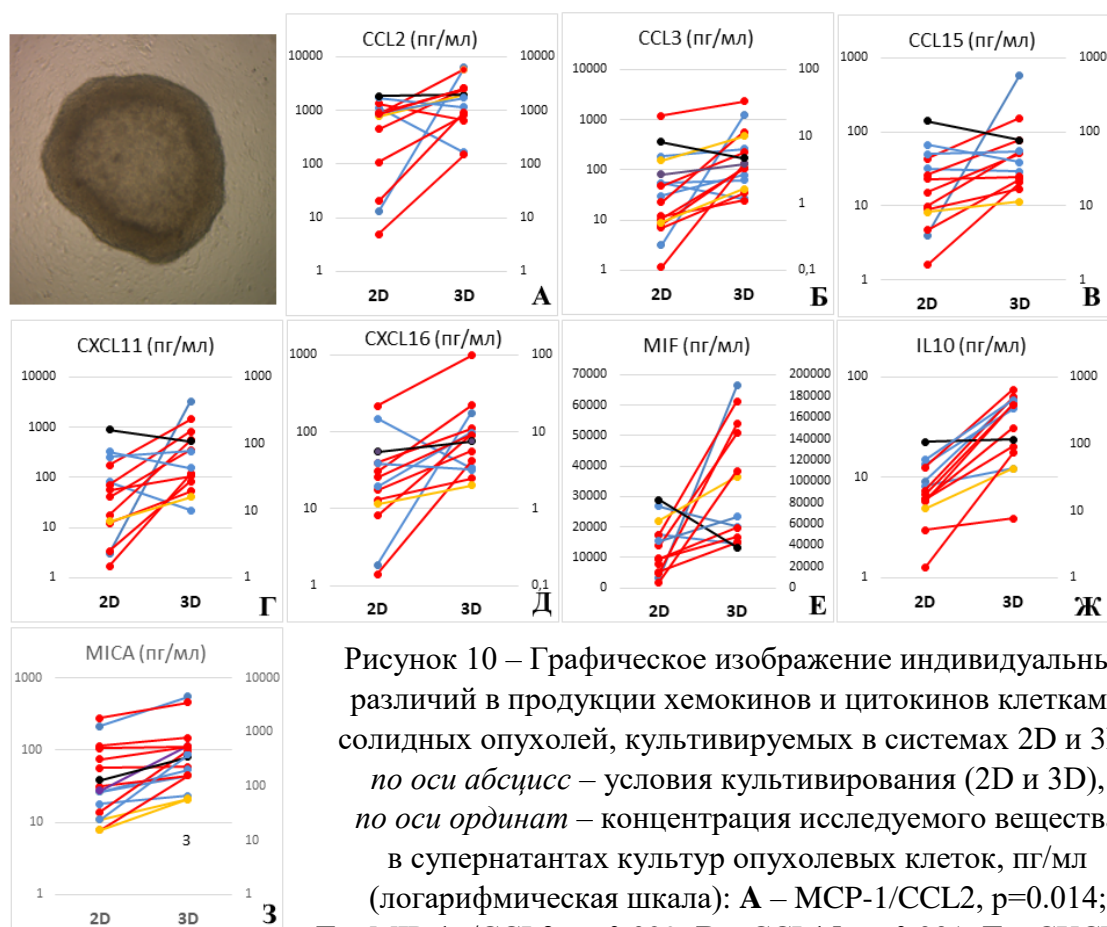 CCL2 (пг/мл)
10000 10000
1000 1000
100 100
10 10
1 1
2D 3D
А
CCL3 (пг/мл)
10000 100
1000 10
100
10 1
1 0,1
2D 3D
Б
CCL15 (пг/мл)
1000 1000
100 100
10 10
1 1
2D 3D
В
CXCL11 (пг/мл)
10000 1000
1000 100
100
10 10
1 1
2D 3D
Г
CXCL16 (пг/мл)
1000 100
100 10
10 1
1 0,1
2D 3D
Д
MIF (пг/мл)
70000 200000
60000 180000
50000 160000
40000 140000
30000 120000
20000 100000
10000 80000
0 60000
40000
20000
0
2D 3D
Е
IL10 (пг/мл)
100 1000
100
10 10
1 1
2D 3D
Ж
MICA (пг/мл)
1000 10000
100 1000
100
10 10
1 1
3
2D 3D
З
Рисунок 10 – Графическое изображение индивидуальны
различий в продукции хемокинов и цитокинов клеткам
солидных опухолей, культивируемых в системах 2D и 3
по оси абсцисс – условия культивирования (2D и 3D),
по оси ординат – концентрация исследуемого вещества
в супернатантах культур опухолевых клеток, пг/мл
(логарифмическая шкала): А – MCP-1/CCL2, p=0.014;